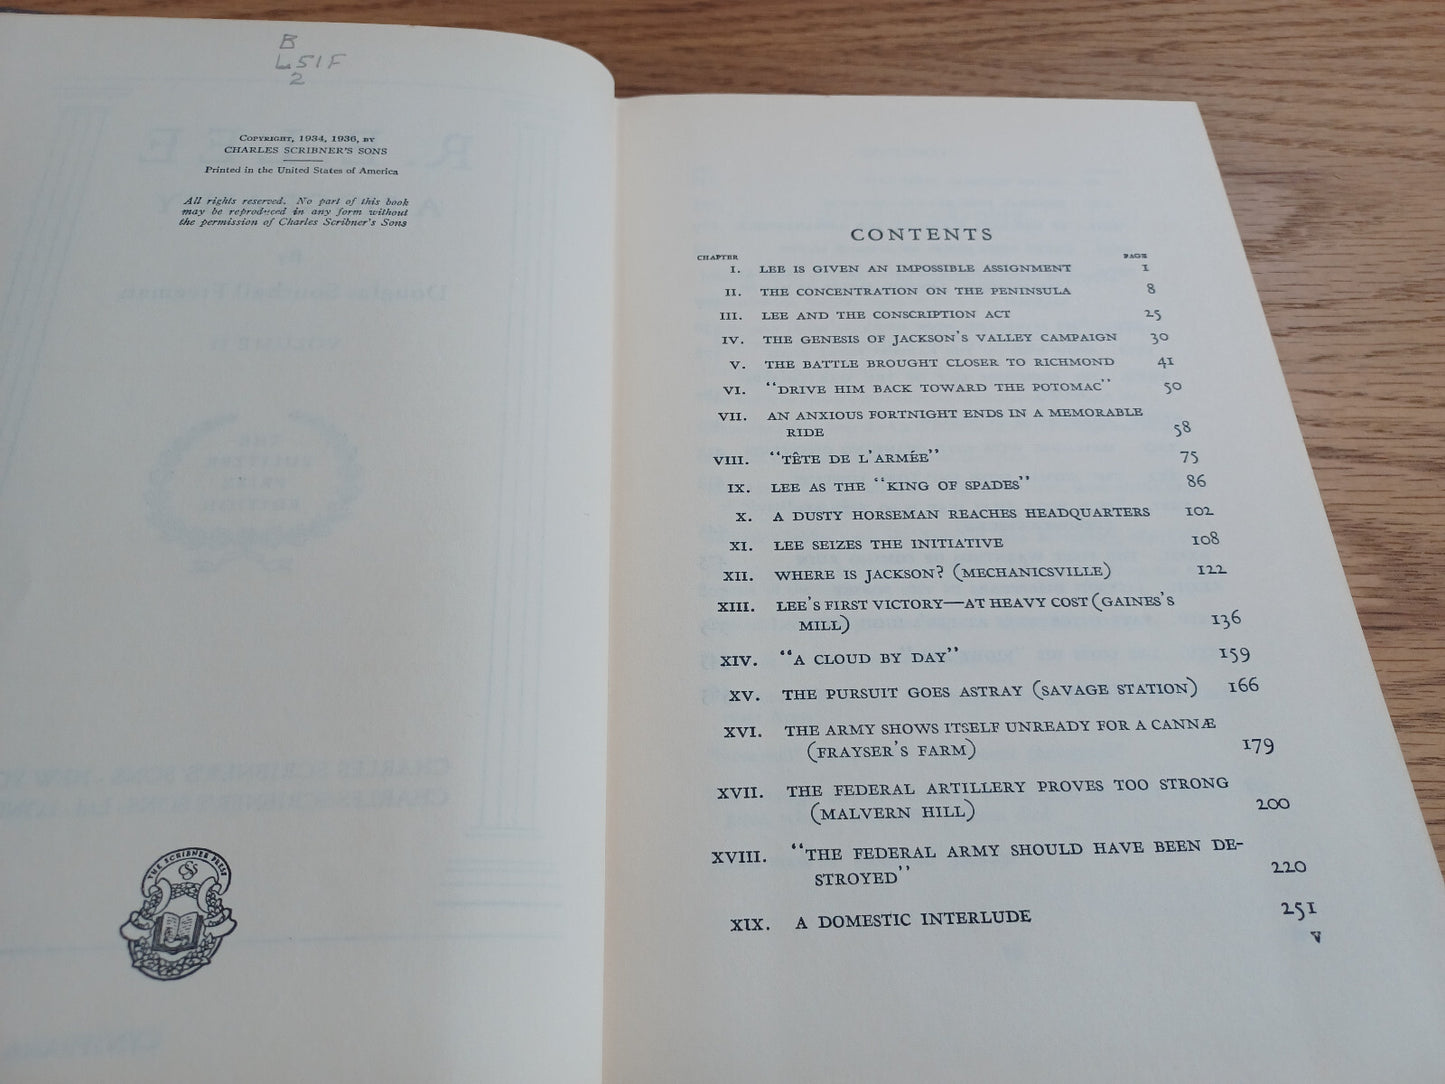 B
L51F
2
COPYRIGHT, 1934, 1936, BY
CHARLES SCRIBNER'S SONS
Printed in the United States of America
All rights reserved. No part of this book
may be reproduced in any form without
the permission of Charles Scribner's Sons
THE SCRIBNER PRESS
CONTENTS
CHAPTER PAGE
I. LEE IS GIVEN AN IMPOSSIBLE ASSIGNMENT 1
II. THE CONCENTRATION ON THE PENINSULA 8
III. LEE AND THE CONSCRIPTION ACT 25
IV. THE GENESIS OF JACKSON'S VALLEY CAMPAIGN 30
V. THE BATTLE BROUGHT CLOSER TO RICHMOND 41
VI. "DRIVE HIM BACK TOWARD THE POTOMAC" 50
VII. AN ANXIOUS FORTNIGHT ENDS IN A MEMORABLE
RIDE 58
VIII. "TÊTE DE L'ARMÉE" 75
IX. LEE AS THE "KING OF SPADES" 86
X. A DUSTY HORSEMAN REACHES HEADQUARTERS 102
XI. LEE SEIZES THE INITIATIVE 108
XII. WHERE IS JACKSON? (MECHANICSVILLE) 122
XIII. LEE'S FIRST VICTORY—AT HEAVY COST (GAINES'S
MILL) 136
XIV. "A CLOUD BY DAY" 159
XV. THE PURSUIT GOES ASTRAY (SAVAGE STATION) 166
XVI. THE ARMY SHOWS ITSELF UNREADY FOR A CANNÆ
(FRAYSER'S FARM) 179
XVII. THE FEDERAL ARTILLERY PROVES TOO STRONG
(MALVERN HILL) 200
XVIII. "THE FEDERAL ARMY SHOULD HAVE BEEN DE-
STROYED" 220
XIX. A DOMESTIC INTERLUDE 251
v